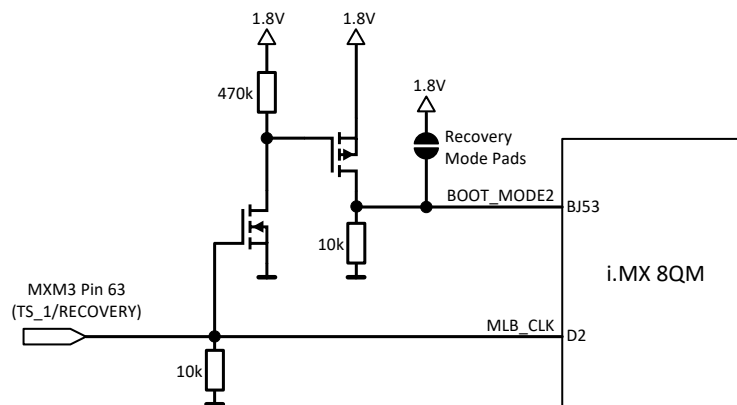 1.8V
1.8V
470k
1.8V
Recovery
Mode Pads
BOOT_MODE2
BJ53
10k
i.MX 8QM
MXM3 Pin 63
(TS_1/RECOVERY)
MLB_CLK
D2
10k